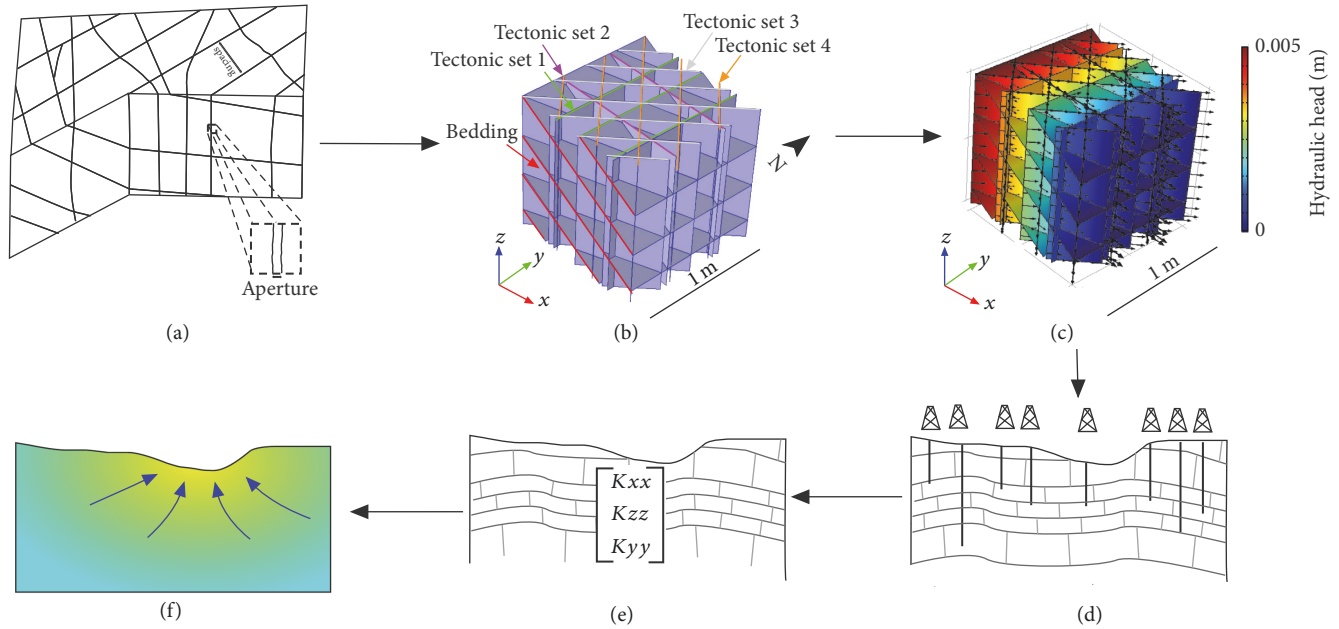 spacing
Aperture
(a)
Tectonic set 3
Tectonic set 2
Tectonic set 4
Tectonic set 1
Bedding
N
z
y
x
1 m
(b)
0.005
Hydraulic head (m)
0
z
y
x
1 m
(c)
(f)
Kxx
Kzz
Kyy
(e)
(d)